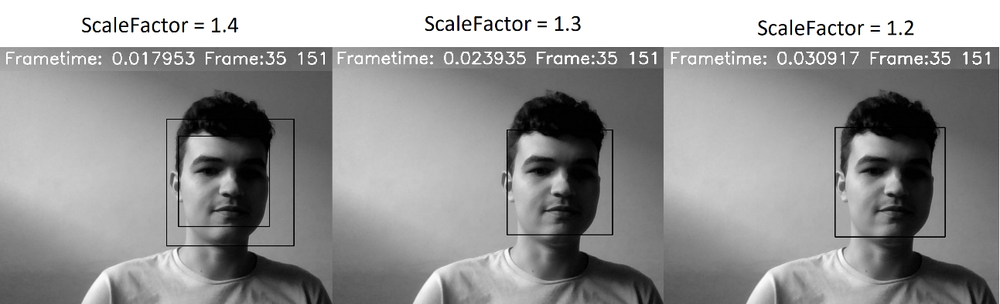 ScaleFactor = 1.4
ScaleFactor = 1.3
ScaleFactor = 1.2
Frametime: 0.017953 Frame:35 151
Frametime: 0.023935 Frame:35 151
Frametime: 0.030917 Frame:35 151